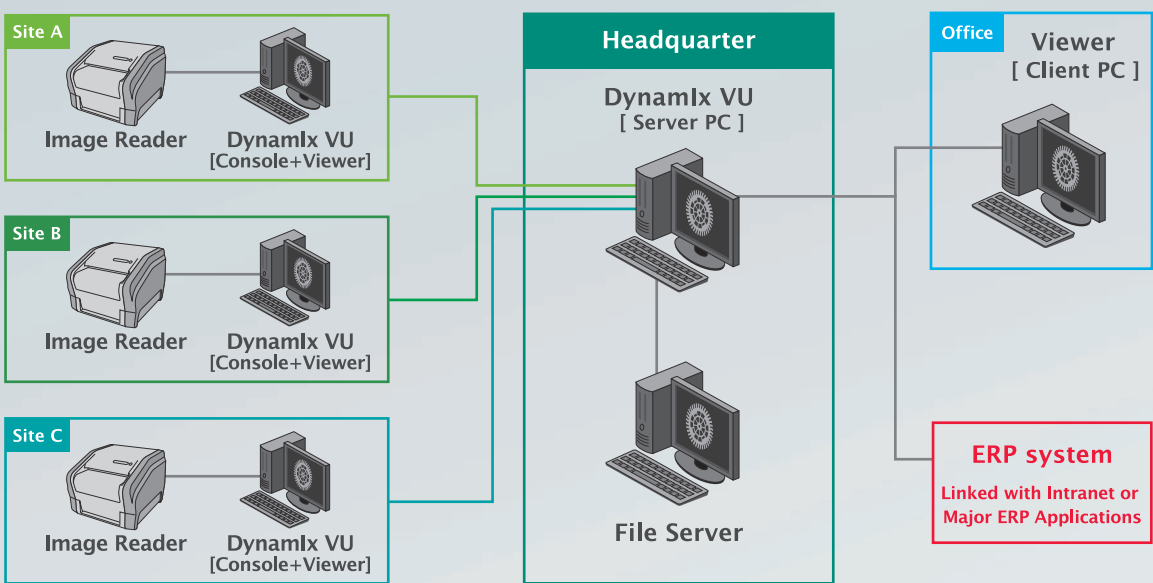 Site A
Image Reader
DynamIx VU
[Console+Viewer]
Site B
Image Reader
DynamIx VU
[Console+Viewer]
Site C
Image Reader
DynamIx VU
[Console+Viewer]
Headquarter
DynamIx VU
[ Server PC ]
File Server
Office
Viewer
[ Client PC ]
ERP system
Linked with Intranet or
Major ERP Applications